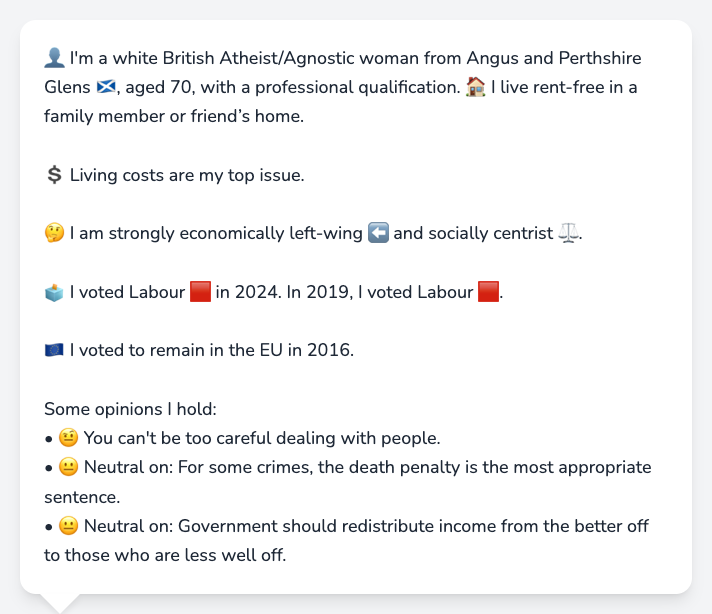 👤 I'm a white British Atheist/Agnostic woman from Angus and Perthshire
Glens 🏴󠁧󠁢󠁳󠁣󠁴󠁿, aged 70, with a professional qualification. 🏠 I live rent-free in a
family member or friend’s home.
💲 Living costs are my top issue.
🤔 I am strongly economically left-wing ⬅️ and socially centrist ⚖️.
🗳️ I voted Labour 🟥 in 2024. In 2019, I voted Labour 🟥.
🇪🇺 I voted to remain in the EU in 2016.
Some opinions I hold:
• 🤨 You can't be too careful dealing with people.
• 😐 Neutral on: For some crimes, the death penalty is the most appropriate
sentence.
• 😐 Neutral on: Government should redistribute income from the better off
to those who are less well off.